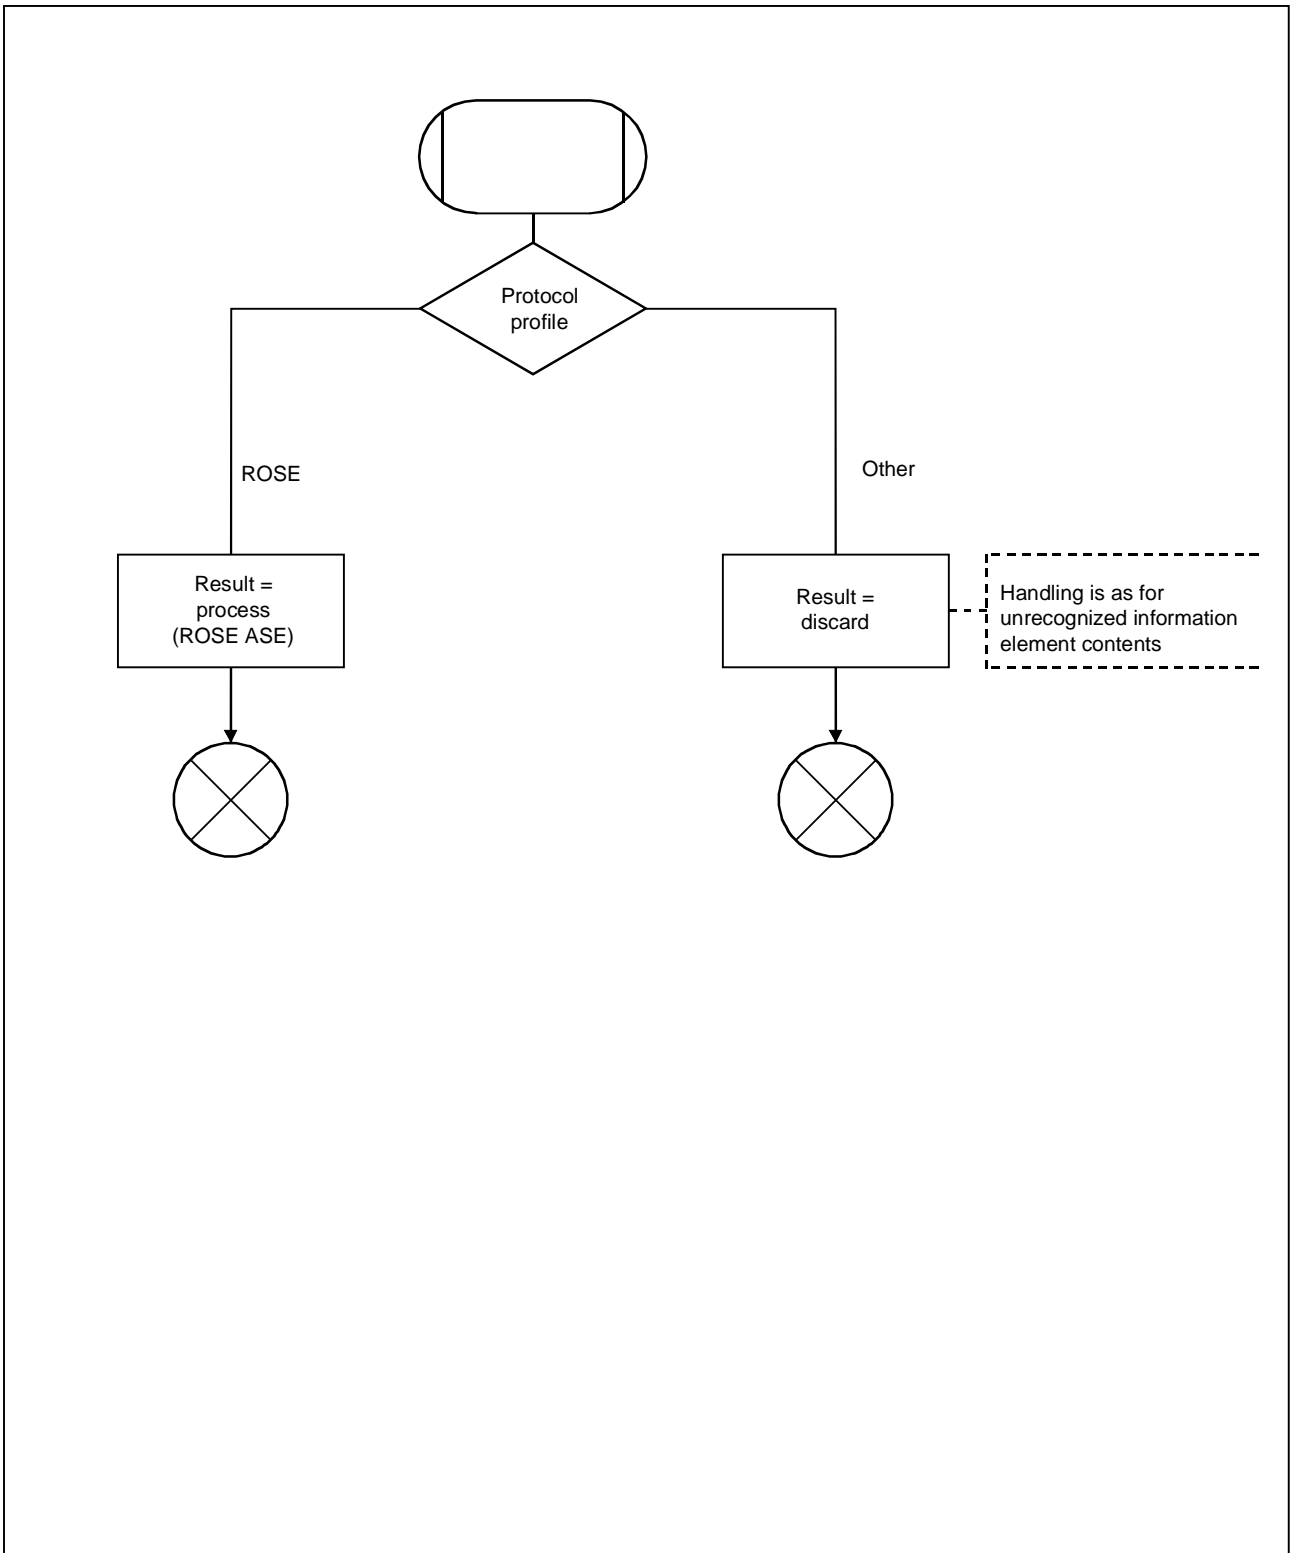 Protocol
profile
ROSE
Other
Result =
process
(ROSE ASE)
Result =
discard
Handling is as for
unrecognized information
element contents